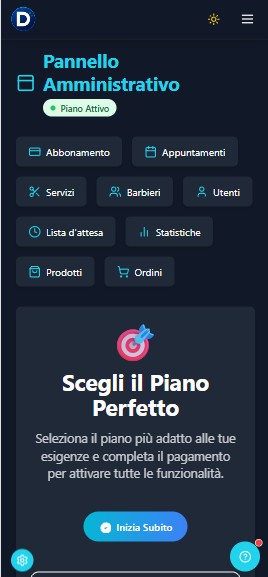 D
Pannello
Amministrativo
Piano Attivo
Abbonamento
Appuntamenti
Servizi
Barbieri
Utenti
Lista d'attesa
Statistiche
Prodotti
Ordini
Scegli il Piano
Perfetto
Seleziona il piano più adatto alle tue
esigenze e completa il pagamento
per attivare tutte le funzionalità.
Inizia Subito